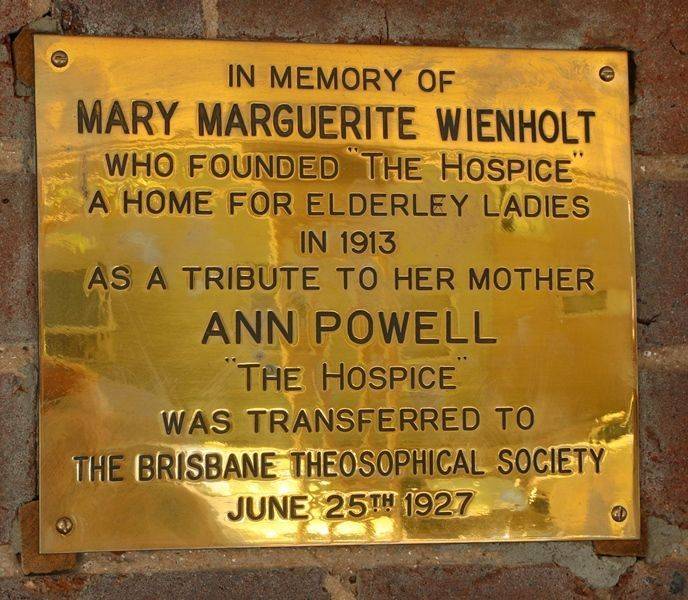 IN MEMORY OF
MARY MARGUERITE WIENHOLT
WHO FOUNDED "THE HOSPICE"
A HOME FOR ELDERLEY LADIES
IN 1913
AS A TRIBUTE TO HER MOTHER
ANN POWELL
"THE HOSPICE"
WAS TRANSFERRED TO
THE BRISBANE THEOSOPHICAL SOCIETY
JUNE 25TH 1927